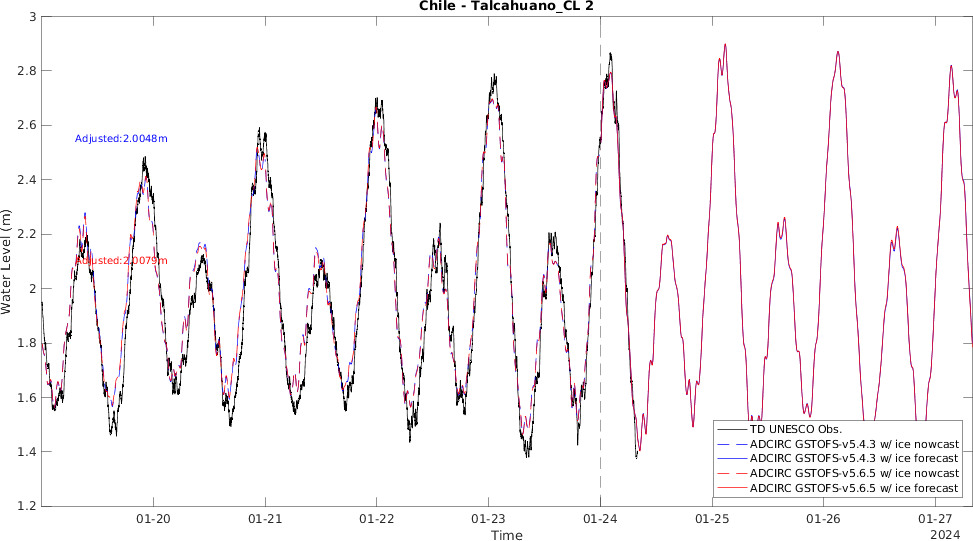 Chile - Talcahuano_CL 2
3
2.8
2.6
2.4
2.2
2
1.8
1.6
1.4
1.2
Water Level (m)
Adjusted:2.0048m
Adjusted:2.0079m
TD UNESCO Obs.
ADCIRC GSTOFS-v5.4.3 w/ ice nowcast
ADCIRC GSTOFS-v5.4.3 w/ ice forecast
ADCIRC GSTOFS-v5.6.5 w/ ice nowcast
ADCIRC GSTOFS-v5.6.5 w/ ice forecast
01-20 01-21 01-22 01-23 01-24 01-25 01-26 01-27
Time
2024